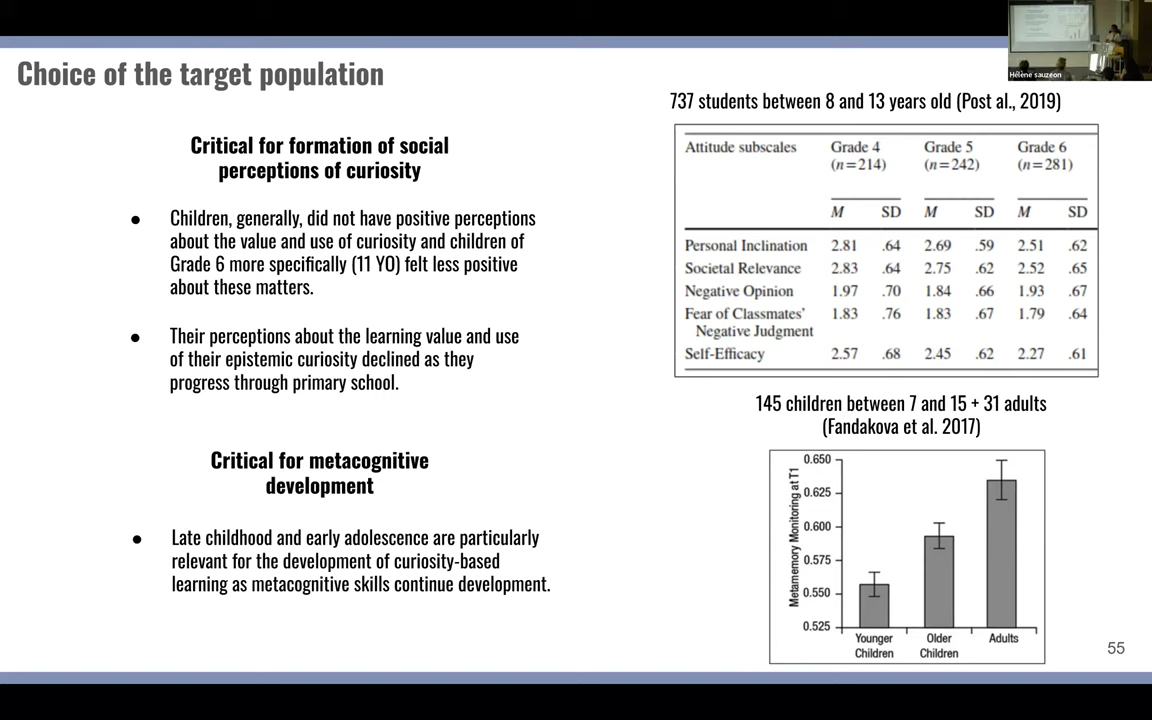 Choice of the target population
Hélène sauzéon
Critical for formation of social
perceptions of curiosity
● Children, generally, did not have positive perceptions
about the value and use of curiosity and children of
Grade 6 more specifically (11 YO) felt less positive
about these matters.
● Their perceptions about the learning value and use
of their epistemic curiosity declined as they
progress through primary school.
Critical for metacognitive
development
● Late childhood and early adolescence are particularly
relevant for the development of curiosity-based
learning as metacognitive skills continue development.
737 students between 8 and 13 years old (Post al., 2019)
Attitude subscales Grade 4 Grade 5 Grade 6
(n=214) (n=242) (n=281)
M SD M SD M SD
Personal Inclination 2.81 .64 2.69 .59 2.51 .62
Societal Relevance 2.83 .64 2.75 .62 2.52 .65
Negative Opinion 1.97 .70 1.84 .66 1.93 .67
Fear of Classmates' 1.83 .76 1.83 .67 1.79 .64
Negative Judgment
Self-Efficacy 2.57 .68 2.45 .62 2.27 .61
145 children between 7 and 15 + 31 adults
(Fandakova et al. 2017)
Metamemory Monitoring at T1
0.650
0.625
0.600
0.575
0.550
0.525
Younger Older Adults
Children Children
55